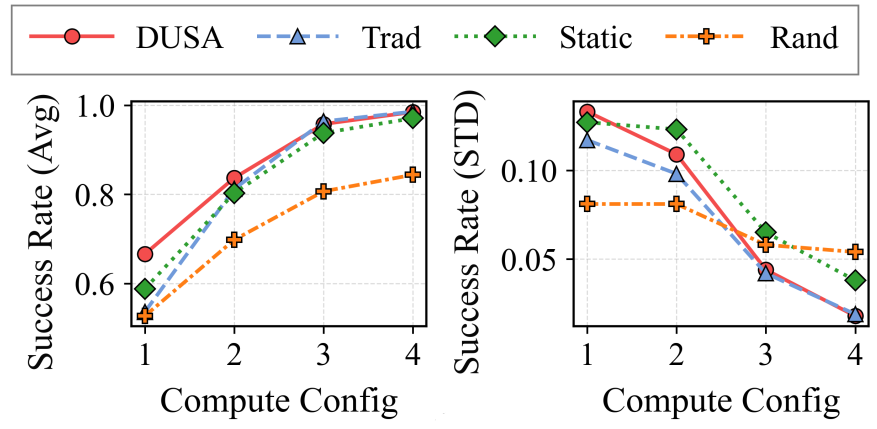 DUSA Trad Static Rand
Success Rate (Avg)
1.0
0.8
0.6
1 2 3 4
Compute Config
Success Rate (STD)
0.10
0.05
1 2 3 4
Compute Config